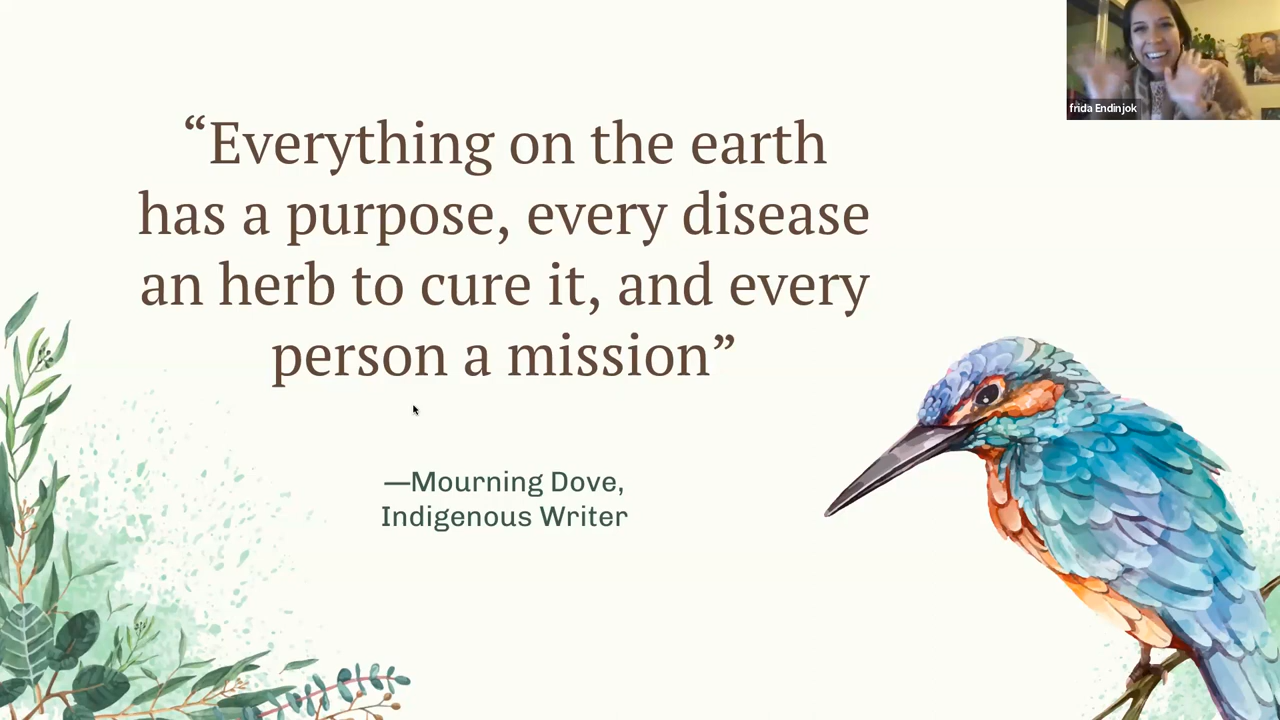 “Everything on the earth
has a purpose, every disease
an herb to cure it, and every
person a mission”
—Mourning Dove,
Indigenous Writer
frida Endinjok